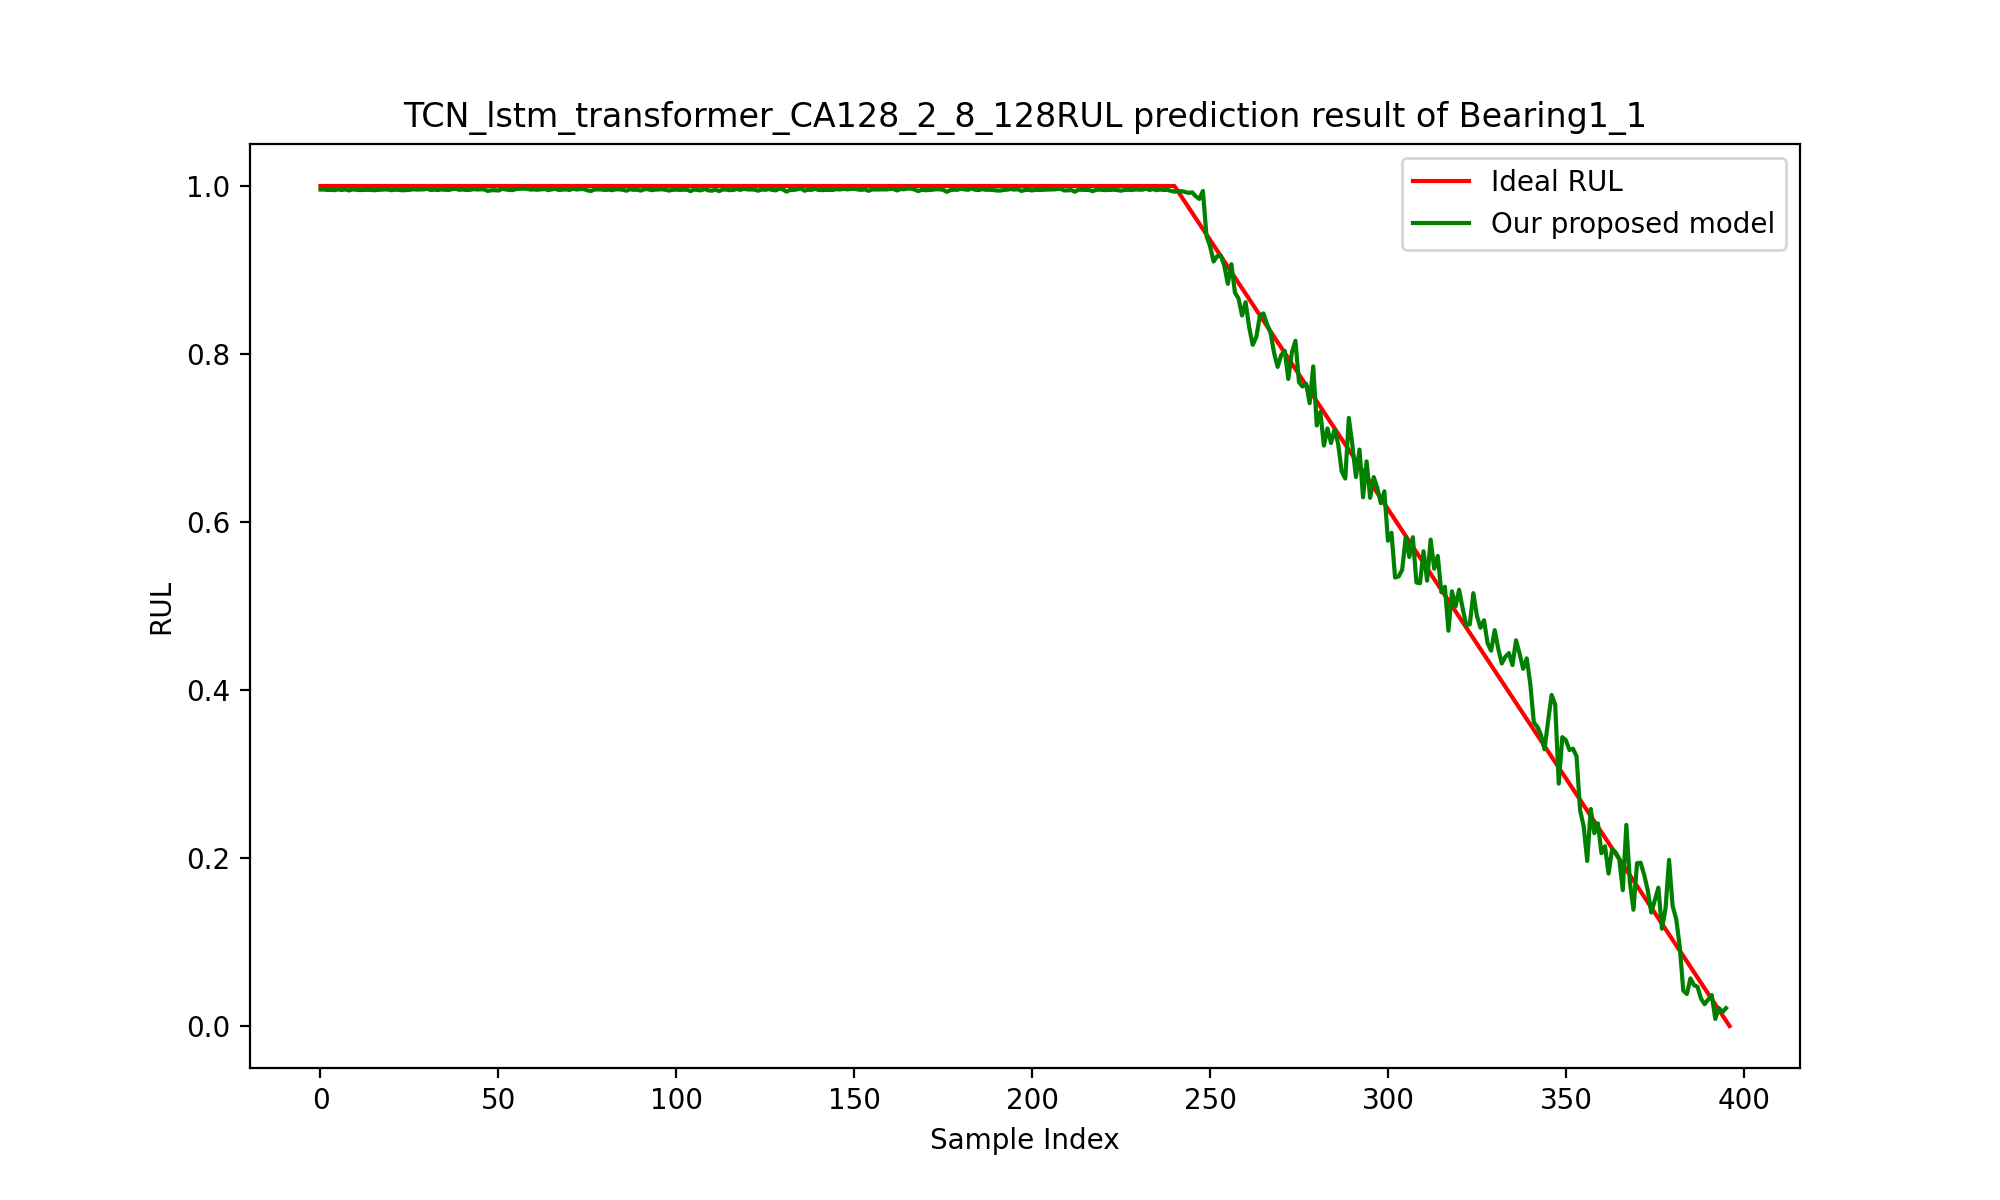 TCN_lstm_transformer_CA128_2_8_128RUL prediction result of Bearing1_1
Ideal RUL
Our proposed model
1.0
0.8
0.6
0.4
0.2
0.0
RUL
0 50 100 150 200 250 300 350 400
Sample Index